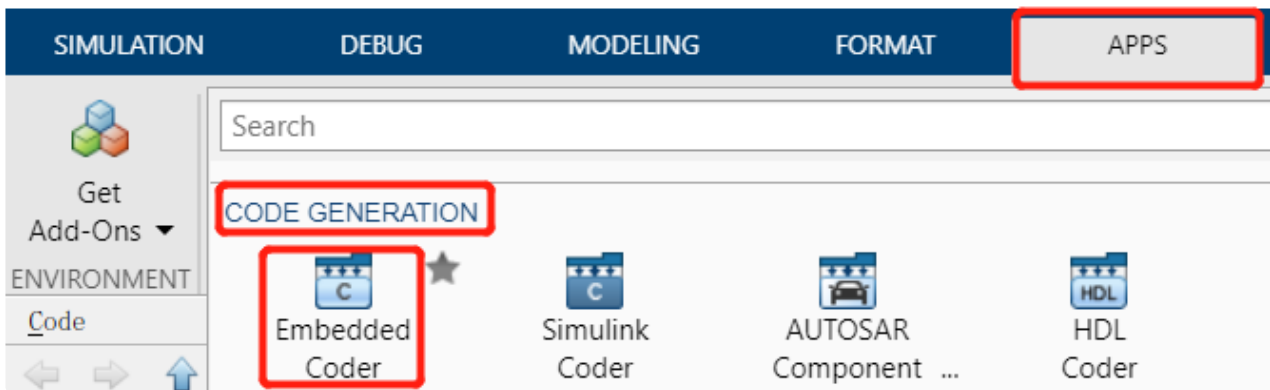 SIMULATION DEBUG MODELING FORMAT APPS
Search
Get
Add-Ons
ENVIRONMENT
Code
CODE GENERATION
C C HDL
Embedded Simulink AUTOSAR HDL
Coder Coder Component ... Coder